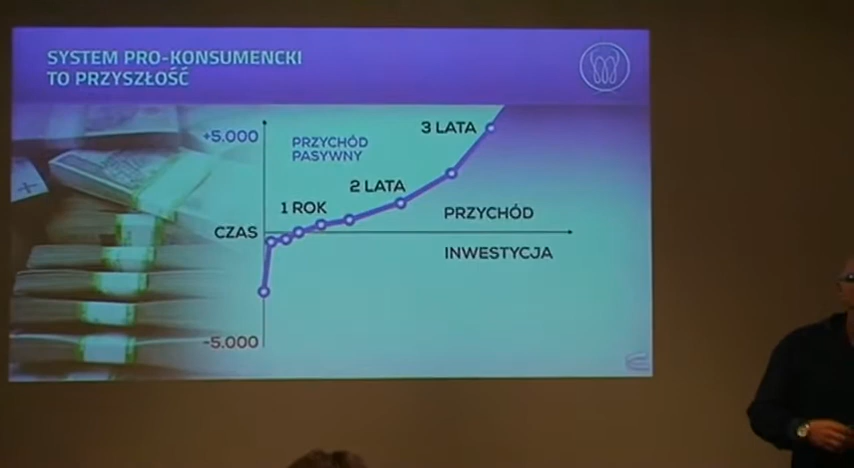 SYSTEM PRO-KONSUMENCKI
TO PRZYSZŁOŚĆ
+5.000
PRZYCHÓD
PASYWNY
3 LATA
2 LATA
1 ROK
PRZYCHÓD
CZAS
INWESTYCJA
-5.000